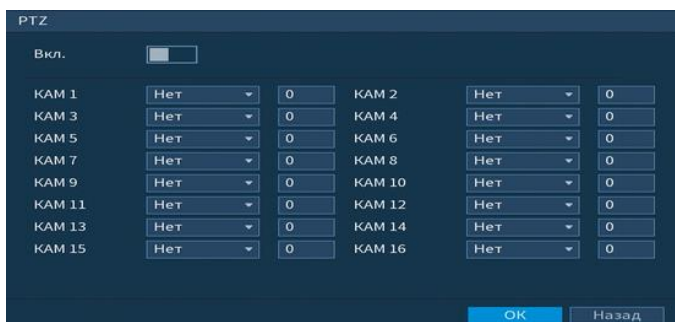 PTZ
Вкл.
КАМ 1 Нет 0 КАМ 2 Нет 0
КАМ 3 Нет 0 КАМ 4 Нет 0
КАМ 5 Нет 0 КАМ 6 Нет 0
КАМ 7 Нет 0 КАМ 8 Нет 0
КАМ 9 Нет 0 КАМ 10 Нет 0
КАМ 11 Нет 0 КАМ 12 Нет 0
КАМ 13 Нет 0 КАМ 14 Нет 0
КАМ 15 Нет 0 КАМ 16 Нет 0
ОК Назад